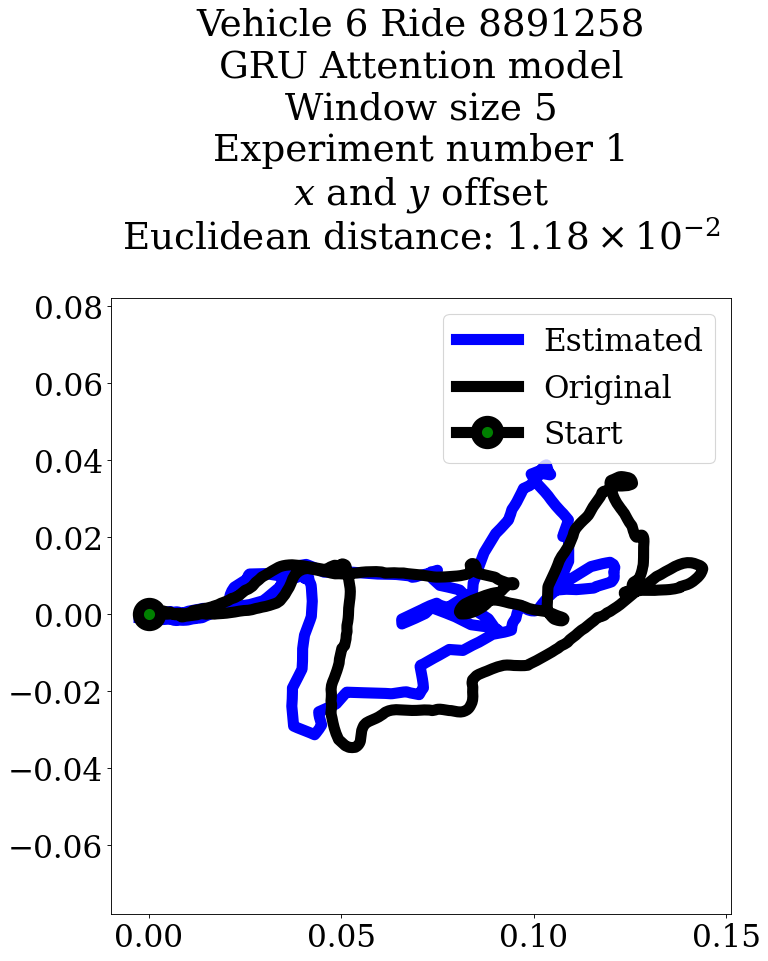 Vehicle 6 Ride 8891258
GRU Attention model
Window size 5
Experiment number 1
x and y offset
Euclidean distance: 1.18 × 10⁻²
0.08
0.06
0.04
0.02
0.00
−0.02
−0.04
−0.06
Estimated
Original
Start
0.00 0.05 0.10 0.15